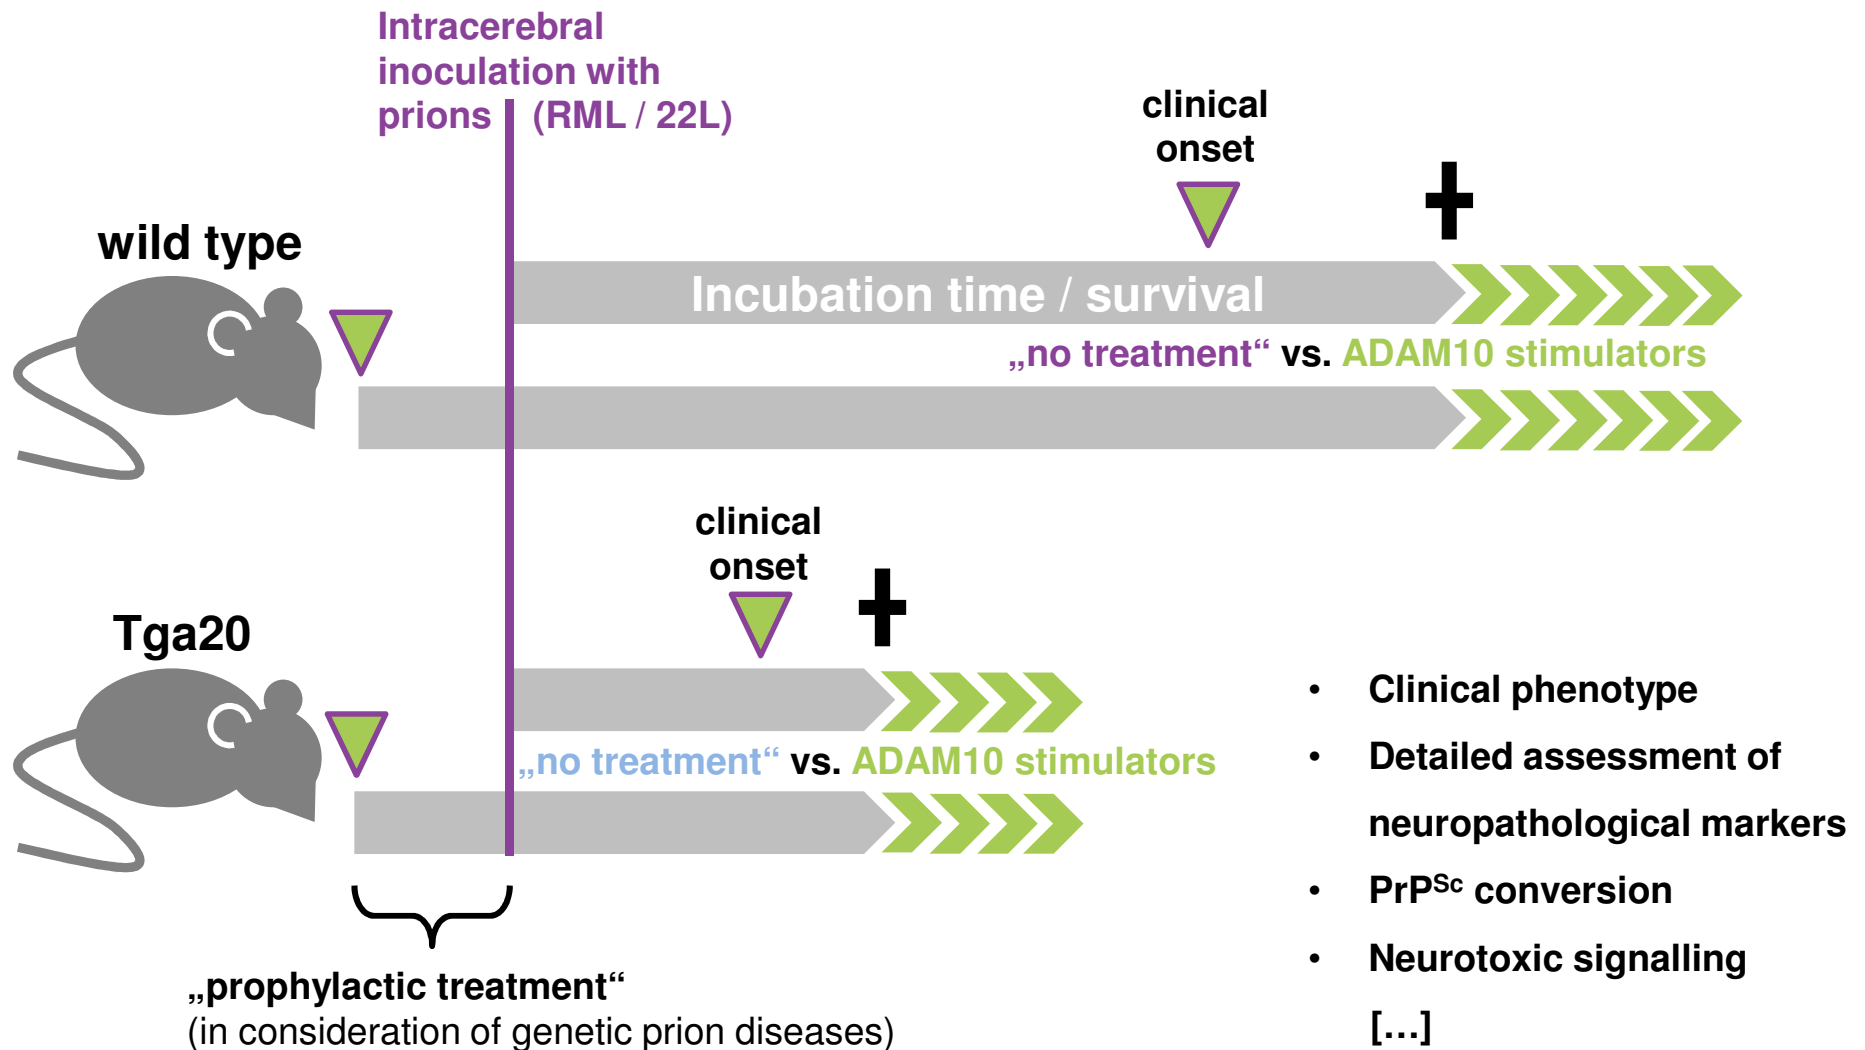 Intracerebral
inoculation with
prions (RML / 22L)
clinical
onset
wild type
Incubation time / survival
„no treatment“ vs. ADAM10 stimulators
clinical
onset
Tga20
„no treatment“ vs. ADAM10 stimulators
• Clinical phenotype
• Detailed assessment of
neuropathological markers
• PrPSc conversion
• Neurotoxic signalling
[...]
„prophylactic treatment“
(in consideration of genetic prion diseases)